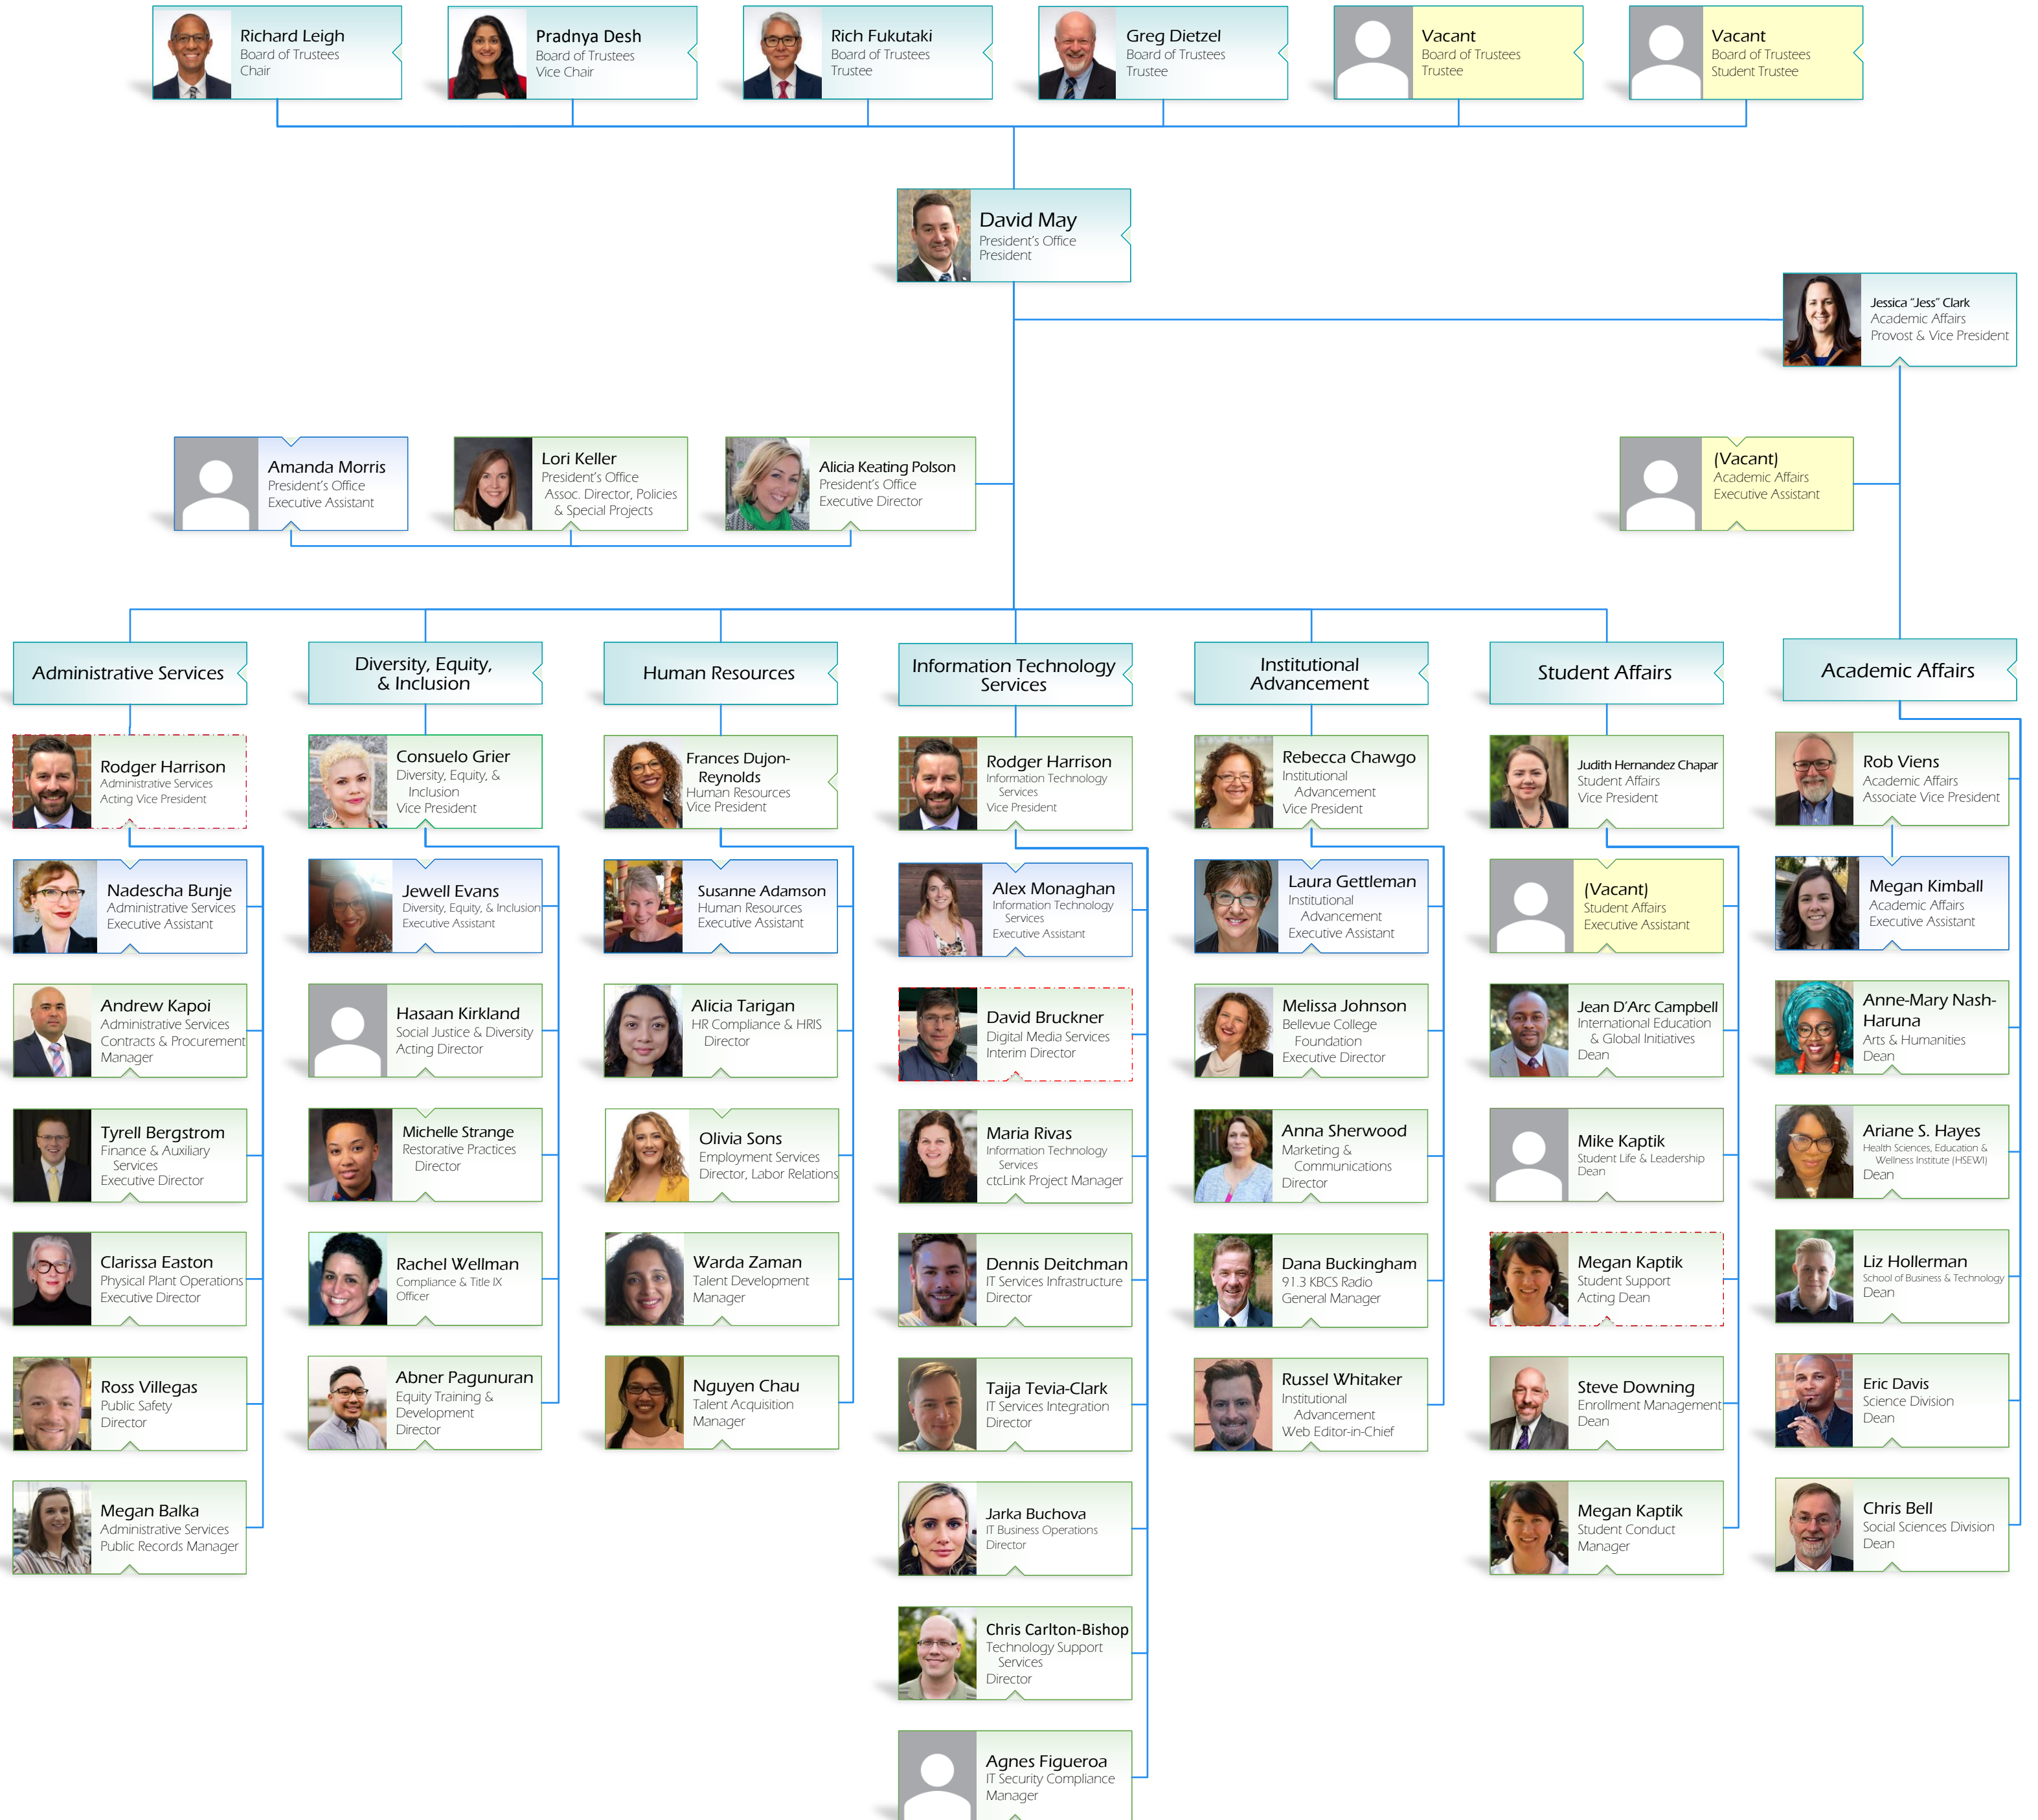 Richard Leigh
Board of Trustees
Chair
Pradnya Desh
Board of Trustees
Vice Chair
Rich Fukutaki
Board of Trustees
Trustee
Greg Dietzel
Board of Trustees
Trustee
Vacant
Board of Trustees
Trustee
Vacant
Board of Trustees
Student Trustee
David May
President's Office
President
Jessica "Jess" Clark
Academic Affairs
Provost & Vice President
Amanda Morris
President's Office
Executive Assistant
Lori Keller
President's Office
Assoc. Director, Policies
& Special Projects
Alicia Keating Polson
President's Office
Executive Director
(Vacant)
Academic Affairs
Executive Assistant
Administrative Services
Rodger Harrison
Administrative Services
Acting Vice President
Nadescha Bunje
Administrative Services
Executive Assistant
Andrew Kapoi
Administrative Services
Contracts & Procurement
Manager
Tyrell Bergstrom
Finance & Auxiliary
Services
Executive Director
Clarissa Easton
Physical Plant Operations
Executive Director
Ross Villegas
Public Safety
Director
Megan Balka
Administrative Services
Public Records Manager
Diversity, Equity,
& Inclusion
Consuelo Grier
Diversity, Equity, &
Inclusion
Vice President
Jewell Evans
Diversity, Equity, & Inclusion
Executive Assistant
Hasaan Kirkland
Social Justice & Diversity
Acting Director
Michelle Strange
Restorative Practices
Director
Rachel Wellman
Compliance & Title IX
Officer
Abner Pagunuran
Equity Training &
Development
Director
Human Resources
Frances Dujon-
Reynolds
Human Resources
Vice President
Susanne Adamson
Human Resources
Executive Assistant
Alicia Tarigan
HR Compliance & HRIS
Director
Olivia Sons
Employment Services
Director, Labor Relations
Warda Zaman
Talent Development
Manager
Nguyen Chau
Talent Acquisition
Manager
Information Technology
Services
Rodger Harrison
Information Technology
Services
Vice President
Alex Monaghan
Information Technology
Services
Executive Assistant
David Bruckner
Digital Media Services
Interim Director
Maria Rivas
Information Technology
Services
ctcLink Project Manager
Dennis Deitchman
IT Services Infrastructure
Director
Taija Tevia-Clark
IT Services Integration
Director
Jarka Buchova
IT Business Operations
Director
Chris Carlton-Bishop
Technology Support
Services
Director
Agnes Figueroa
IT Security Compliance
Manager
Institutional
Advancement
Rebecca Chawgo
Institutional
Advancement
Vice President
Laura Gettleman
Institutional
Advancement
Executive Assistant
Melissa Johnson
Bellevue College
Foundation
Executive Director
Anna Sherwood
Marketing &
Communications
Director
Dana Buckingham
91.3 KBCS Radio
General Manager
Russel Whitaker
Institutional
Advancement
Web Editor-in-Chief
Student Affairs
Judith Hernandez Chapar
Student Affairs
Vice President
(Vacant)
Student Affairs
Executive Assistant
Jean D'Arc Campbell
International Education
& Global Initiatives
Dean
Mike Kaptik
Student Life & Leadership
Dean
Megan Kaptik
Student Support
Acting Dean
Steve Downing
Enrollment Management
Dean
Megan Kaptik
Student Conduct
Manager
Academic Affairs
Rob Viens
Academic Affairs
Associate Vice President
Megan Kimball
Academic Affairs
Executive Assistant
Anne-Mary Nash-
Haruna
Arts & Humanities
Dean
Ariane S. Hayes
Health Sciences, Education &
Wellness Institute (HSEWI)
Dean
Liz Hollerman
School of Business & Technology
Dean
Eric Davis
Science Division
Dean
Chris Bell
Social Sciences Division
Dean